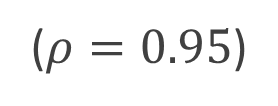 (ρ = 0.95)